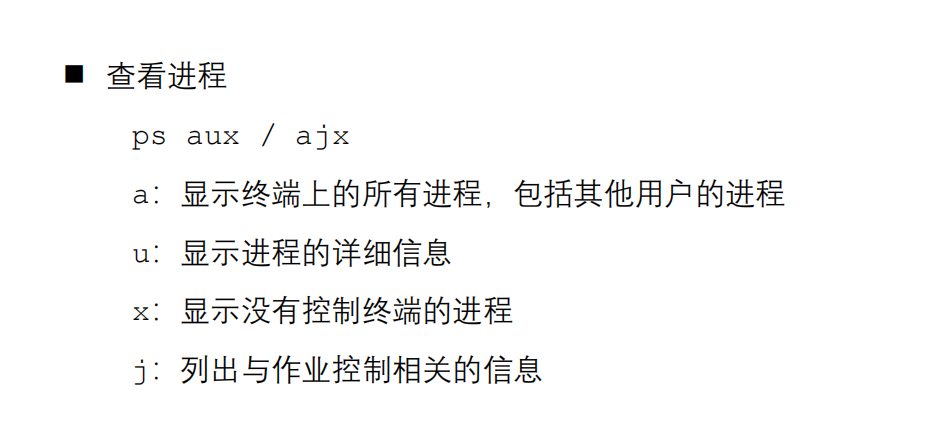 ■ 查看进程
ps aux / ajx
a：显示终端上的所有进程，包括其他用户的进程
u：显示进程的详细信息
x：显示没有控制终端的进程
j：列出与作业控制相关的信息